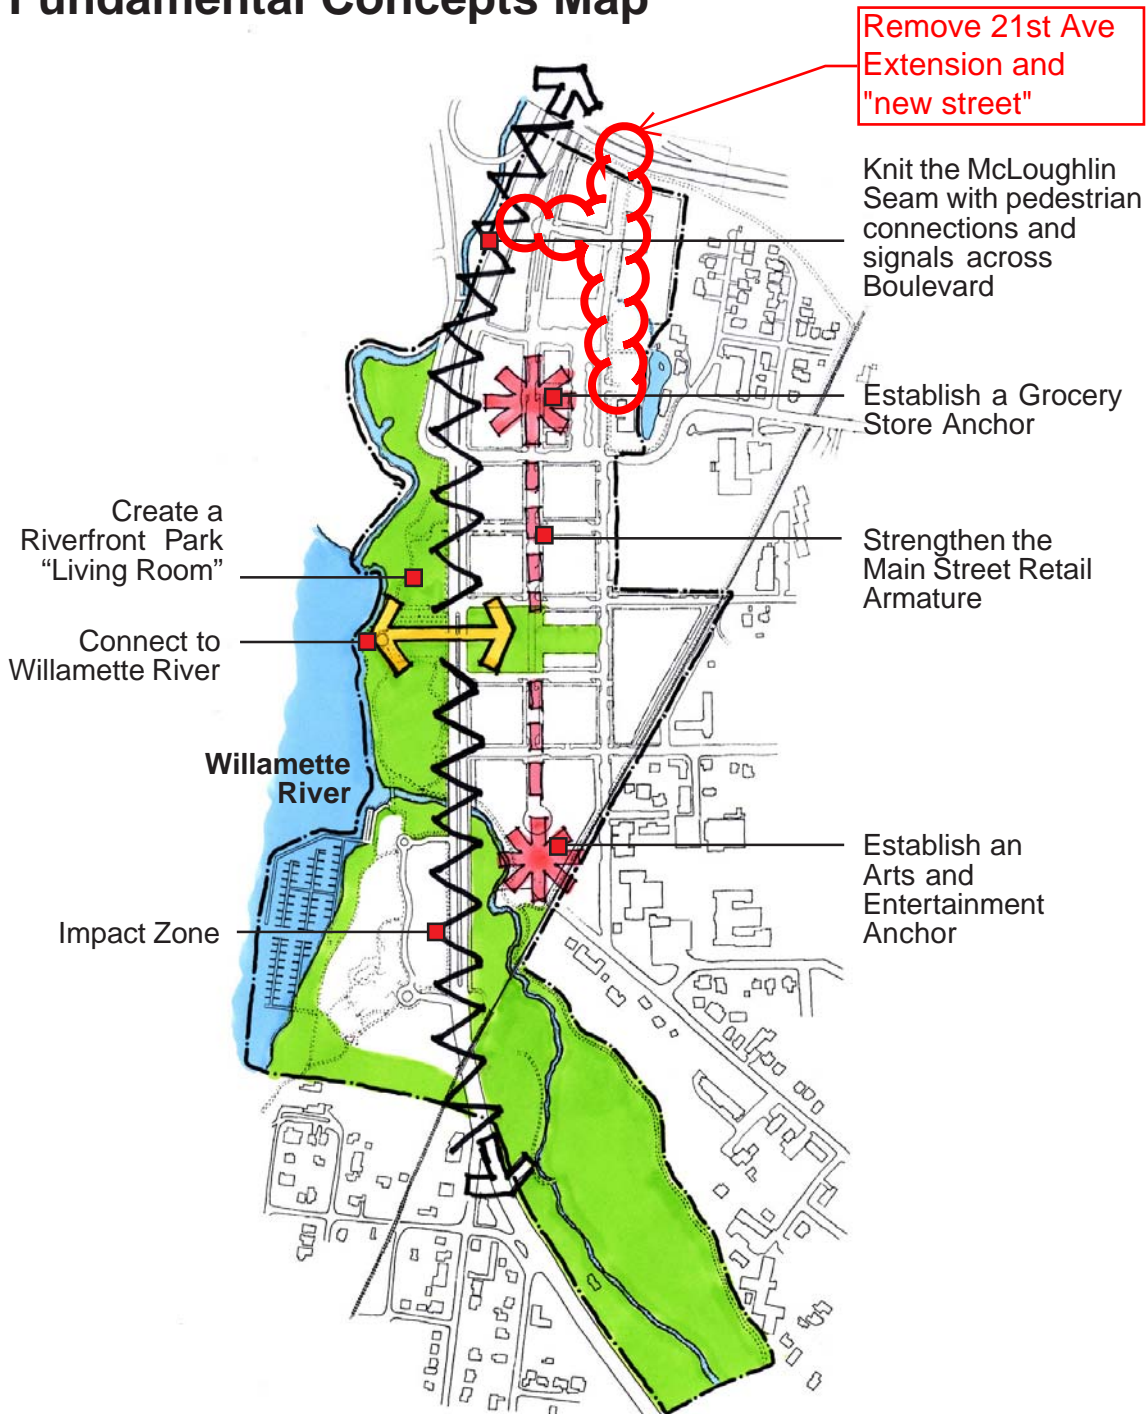 Fundamental Concepts Map
Remove 21st Ave
Extension and
"new street"
Knit the McLoughlin
Seam with pedestrian
connections and
signals across
Boulevard
Establish a Grocery
Store Anchor
Create a
Riverfront Park
“Living Room”
Strengthen the
Main Street Retail
Armature
Connect to
Willamette River
Willamette
River
Establish an
Arts and
Entertainment
Anchor
Impact Zone